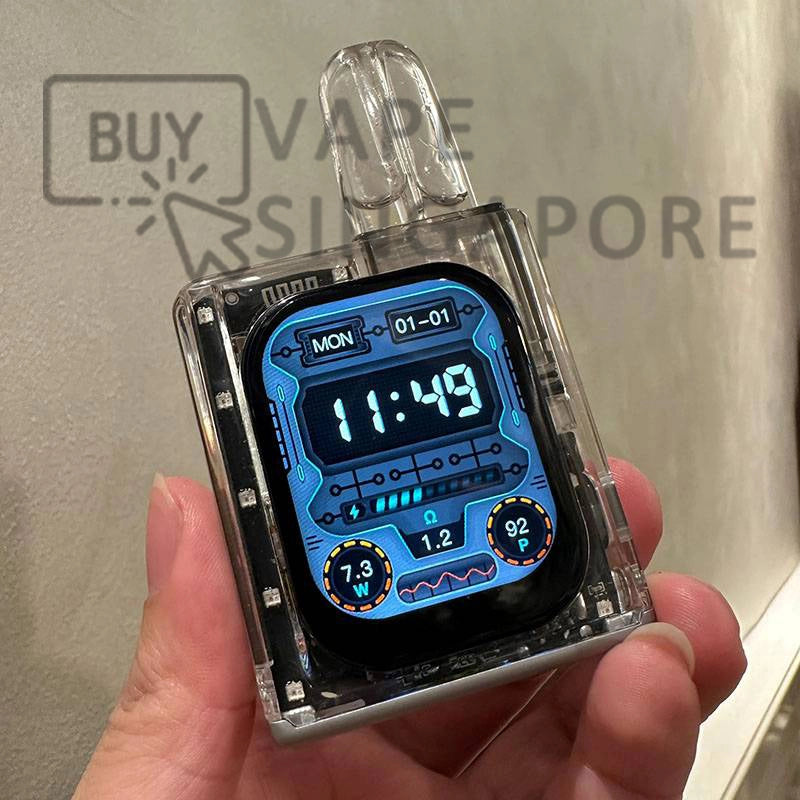 BUY
VAPE
SINGAPORE
MON
01-01
11:49
Ω
1.2
7.3
W
92
P